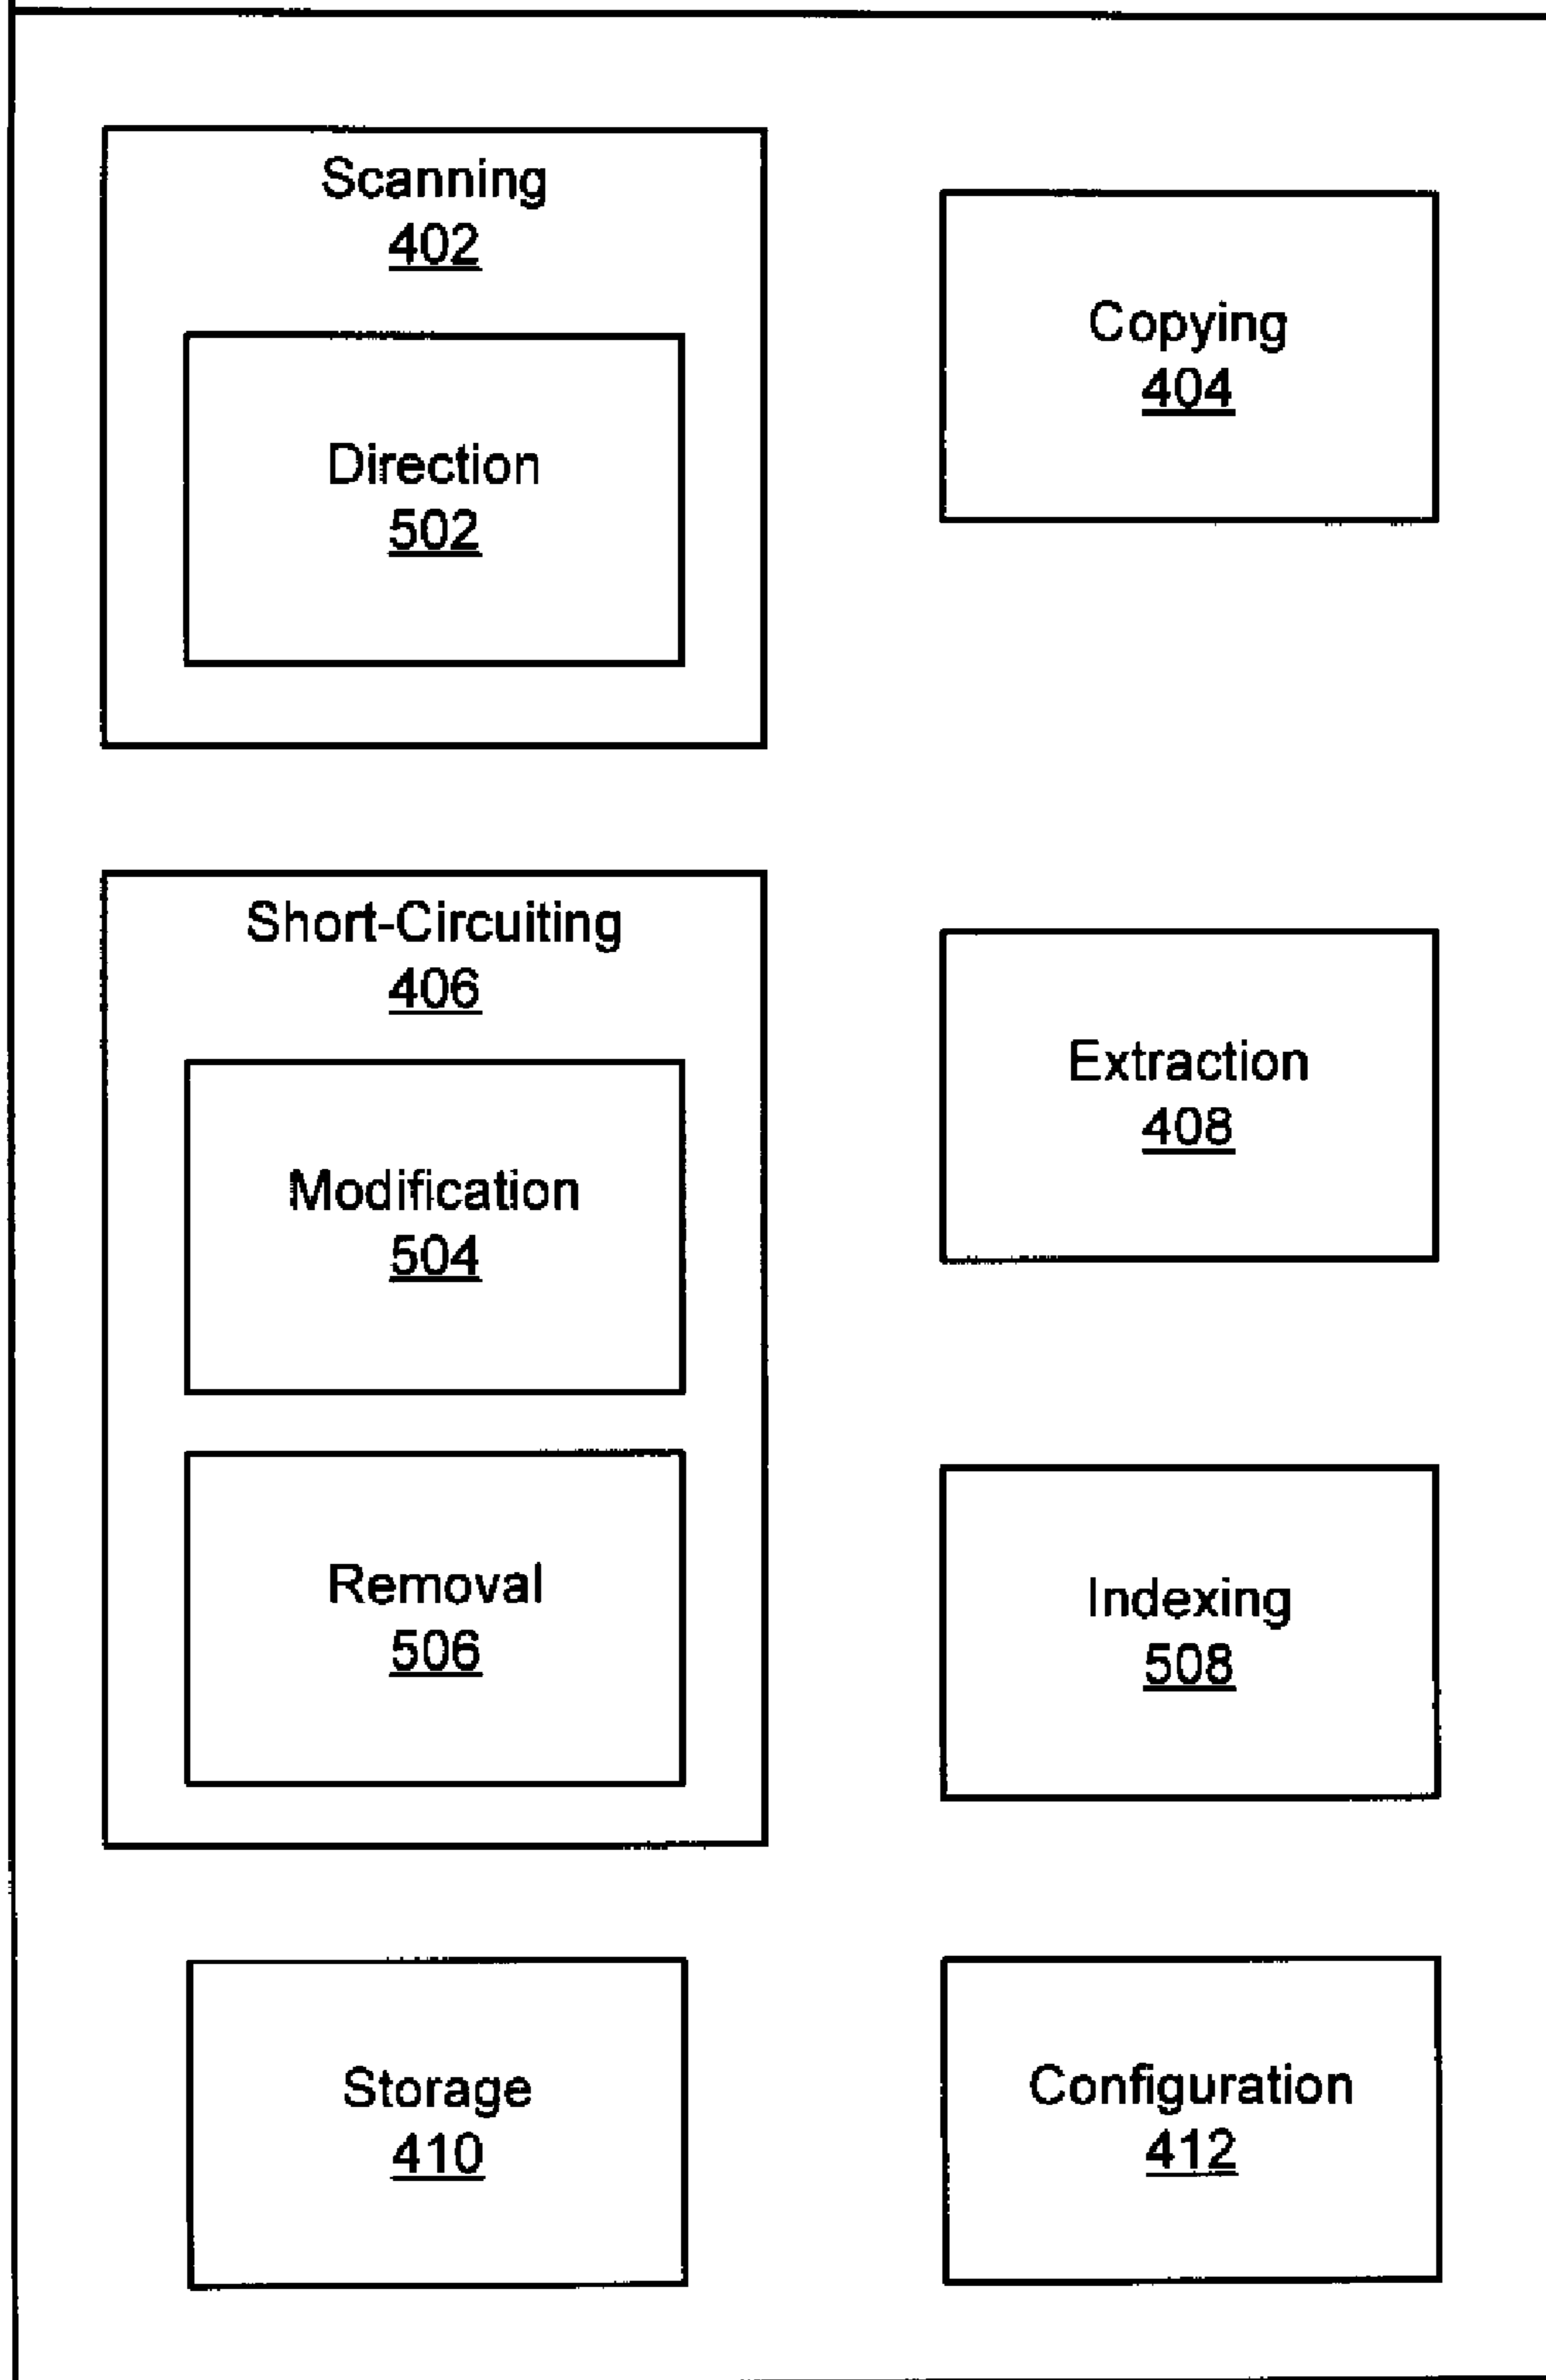 Scanning
402
Direction
502
Copying
404
Short-Circuiting
406
Modification
504
Removal
506
Extraction
408
Indexing
508
Storage
410
Configuration
412